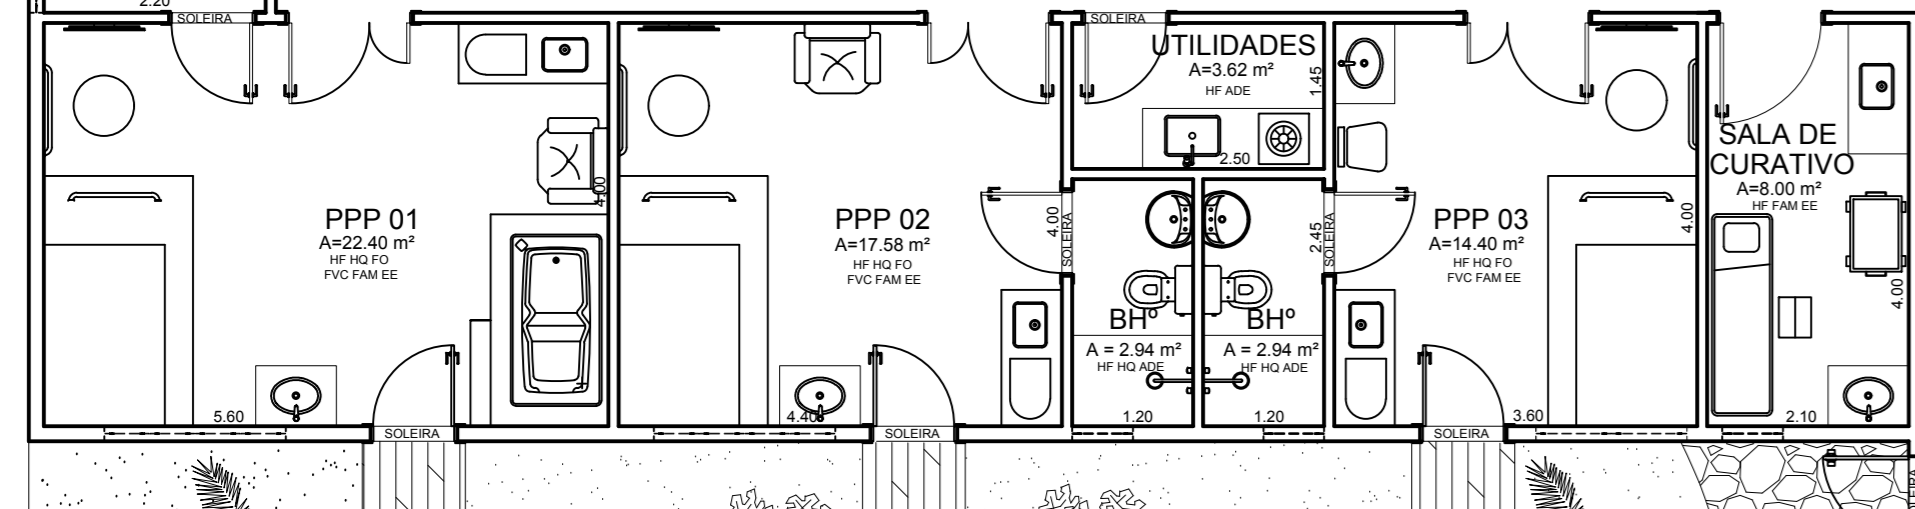 2.20
SOLEIRA
SOLEIRA
UTILIDADES
A=3.62 m²
HF ADE
1.45
2.50
PPP 01
A=22.40 m²
HF HQ FO
FVC FAM EE
4.00
5.60
SOLEIRA
PPP 02
A=17.58 m²
HF HQ FO
FVC FAM EE
4.00
SOLEIRA
4.40
SOLEIRA
BHº
A = 2.94 m²
HF HQ ADE
1.20
BHº
A = 2.94 m²
HF HQ ADE
1.20
2.45
SOLEIRA
PPP 03
A=14.40 m²
HF HQ FO
FVC FAM EE
4.00
3.60
SOLEIRA
SALA DE
CURATIVO
A=8.00 m²
HF FAM EE
4.00
2.10